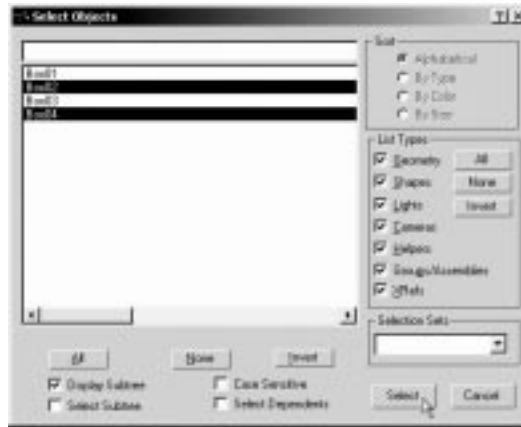 Select Objects
Box01
Box02
Box03
Box04
Sort
Alphabetical
By Type
By Color
By Size
List Types
Geometry
Shapes
Lights
Cameras
Helpers
Groups/Assemblies
XRefs
All
None
Invert
Selection Sets
All
None
Invert
Display Subtree
Case Sensitive
Select Subtree
Select Dependents
Select
Cancel